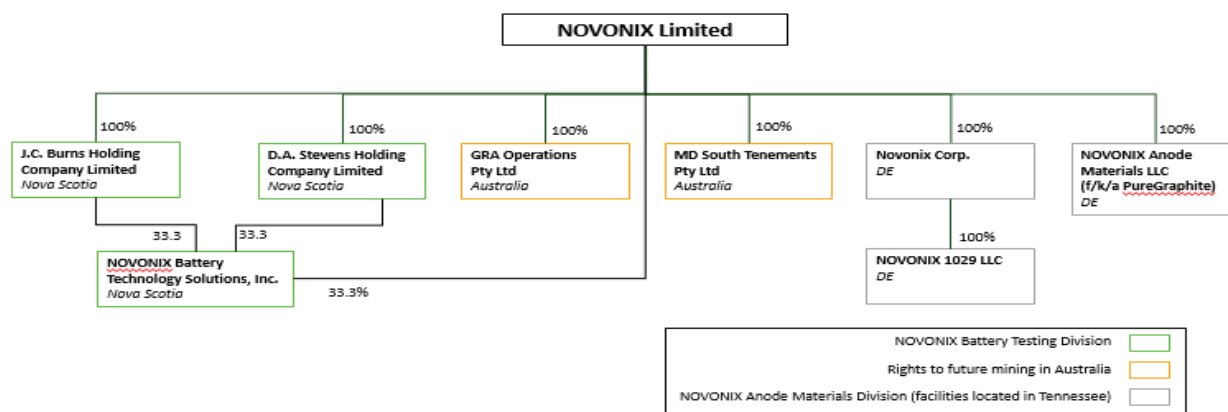 NOVONIX Limited
100%
100%
100%
100%
100%
100%
J.C. Burns Holding
Company Limited
Nova Scotia
D.A. Stevens Holding
Company Limited
Nova Scotia
GRA Operations
Pty Ltd
Australia
MD South Tenements
Pty Ltd
Australia
Novonix Corp.
DE
NOVONIX Anode
Materials LLC
(f/k/a PureGraphite)
DE
33.3
33.3
100%
NOVONIX Battery
Technology Solutions, Inc.
Nova Scotia
33.3%
NOVONIX 1029 LLC
DE
NOVONIX Battery Testing Division
Rights to future mining in Australia
NOVONIX Anode Materials Division (facilities located in Tennessee)